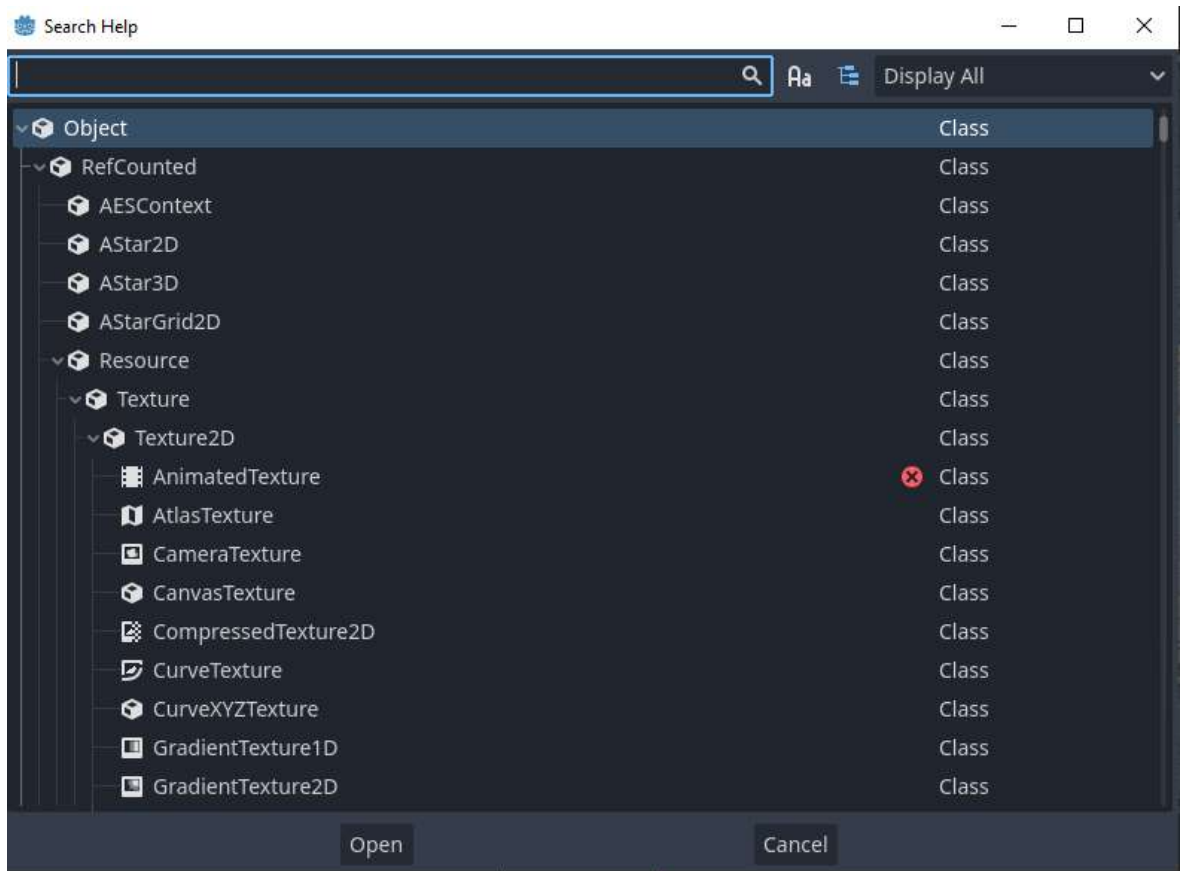 Search Help
Aa Display All
Object Class
RefCounted Class
AESContext Class
AStar2D Class
AStar3D Class
AStarGrid2D Class
Resource Class
Texture Class
Texture2D Class
AnimatedTexture Class
AtlasTexture Class
CameraTexture Class
CanvasTexture Class
CompressedTexture2D Class
CurveTexture Class
CurveXYZTexture Class
GradientTexture1D Class
GradientTexture2D Class
Open Cancel